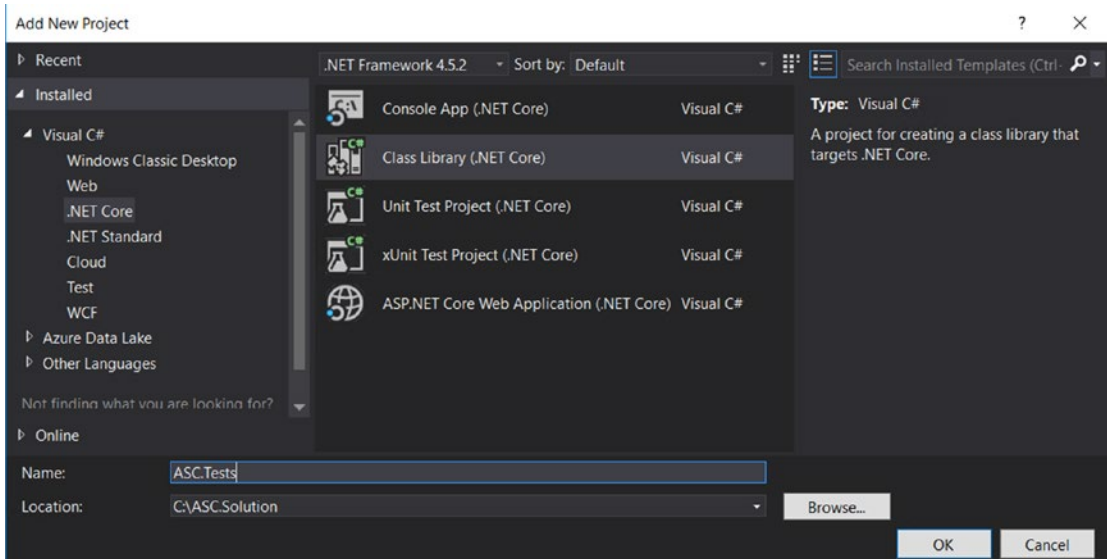 Add New Project
?
Recent
.NET Framework 4.5.2
Sort by: Default
Search Installed Templates (Ctrl-
Installed
Visual C#
Windows Classic Desktop
Web
.NET Core
.NET Standard
Cloud
Test
WCF
Azure Data Lake
Other Languages
Not finding what you are looking for?
Online
Console App (.NET Core) Visual C#
Class Library (.NET Core) Visual C#
Unit Test Project (.NET Core) Visual C#
xUnit Test Project (.NET Core) Visual C#
ASP.NET Core Web Application (.NET Core) Visual C#
Type: Visual C#
A project for creating a class library that
targets .NET Core.
Name: ASC.Tests
Location: C:\ASC.Solution
Browse...
OK
Cancel